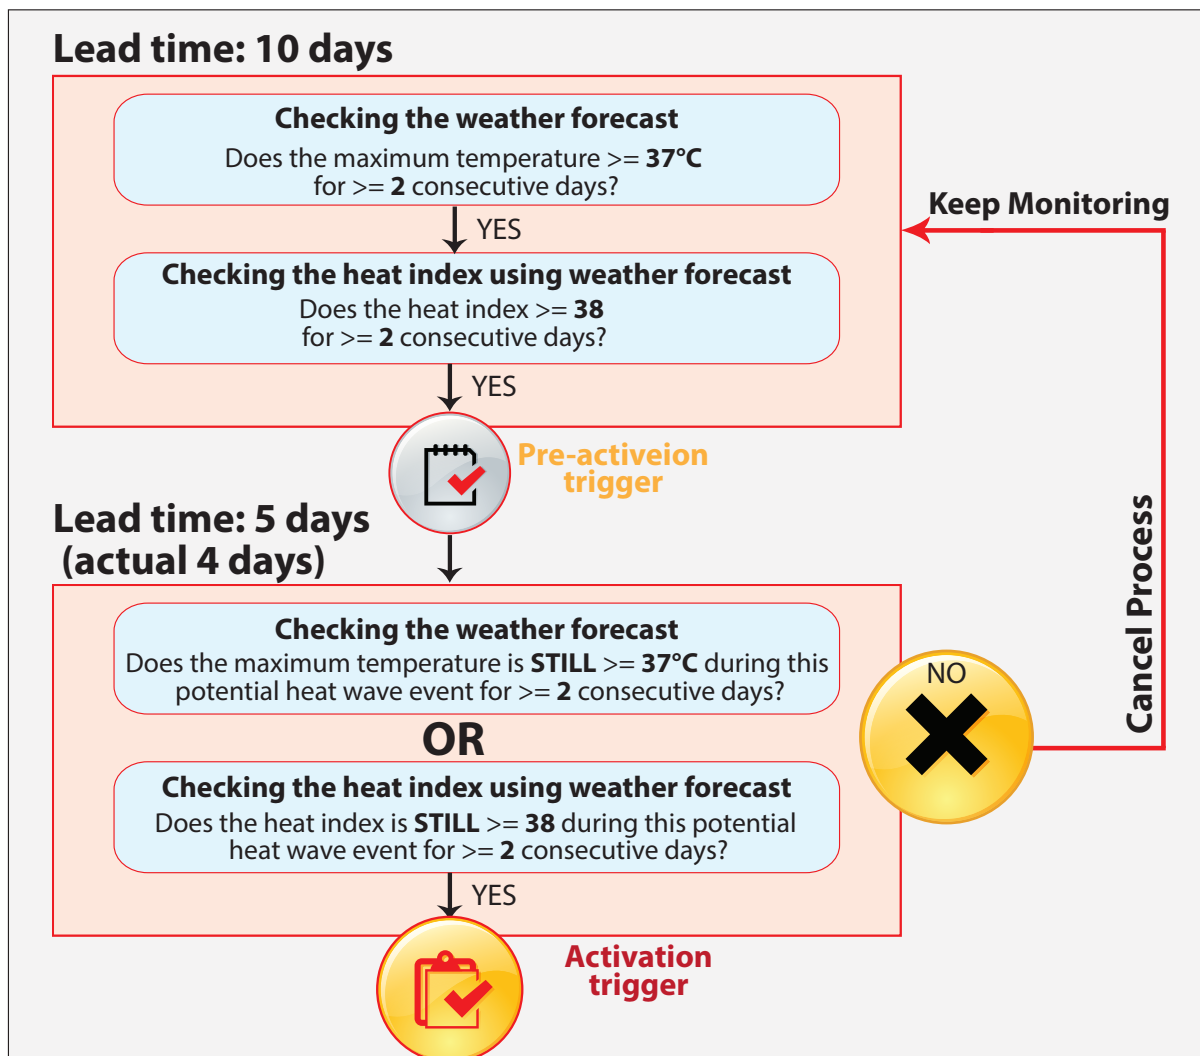 Lead time: 10 days
Checking the weather forecast
Does the maximum temperature >= 37°C
for >= 2 consecutive days?
YES
Checking the heat index using weather forecast
Does the heat index >= 38
for >= 2 consecutive days?
YES
Pre-activeion
trigger
Keep Monitoring
Cancel Process
Lead time: 5 days
(actual 4 days)
Checking the weather forecast
Does the maximum temperature is STILL >= 37°C during this
potential heat wave event for >= 2 consecutive days?
OR
Checking the heat index using weather forecast
Does the heat index is STILL >= 38 during this potential
heat wave event for >= 2 consecutive days?
NO
YES
Activation
trigger